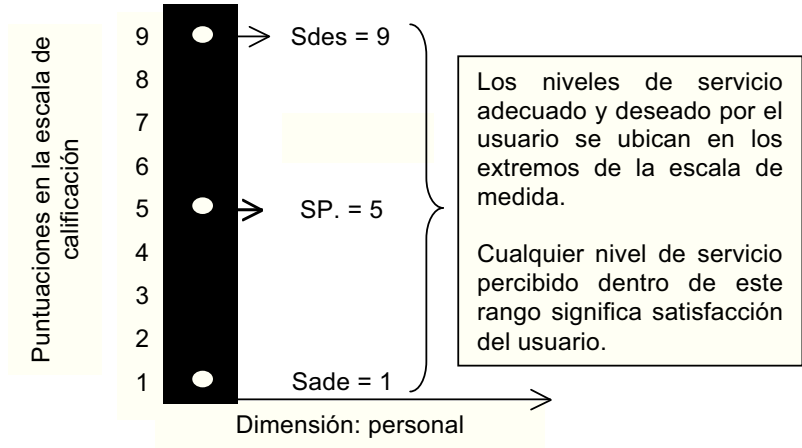 Puntuaciones en la escala de
calificación
9
8
7
6
5
4
3
2
1
Sdes = 9
SP. = 5
Sade = 1
Los niveles de servicio
adecuado y deseado por el
usuario se ubican en los
extremos de la escala de
medida.
Cualquier nivel de servicio
percibido dentro de este
rango significa satisfacción
del usuario.
Dimensión: personal